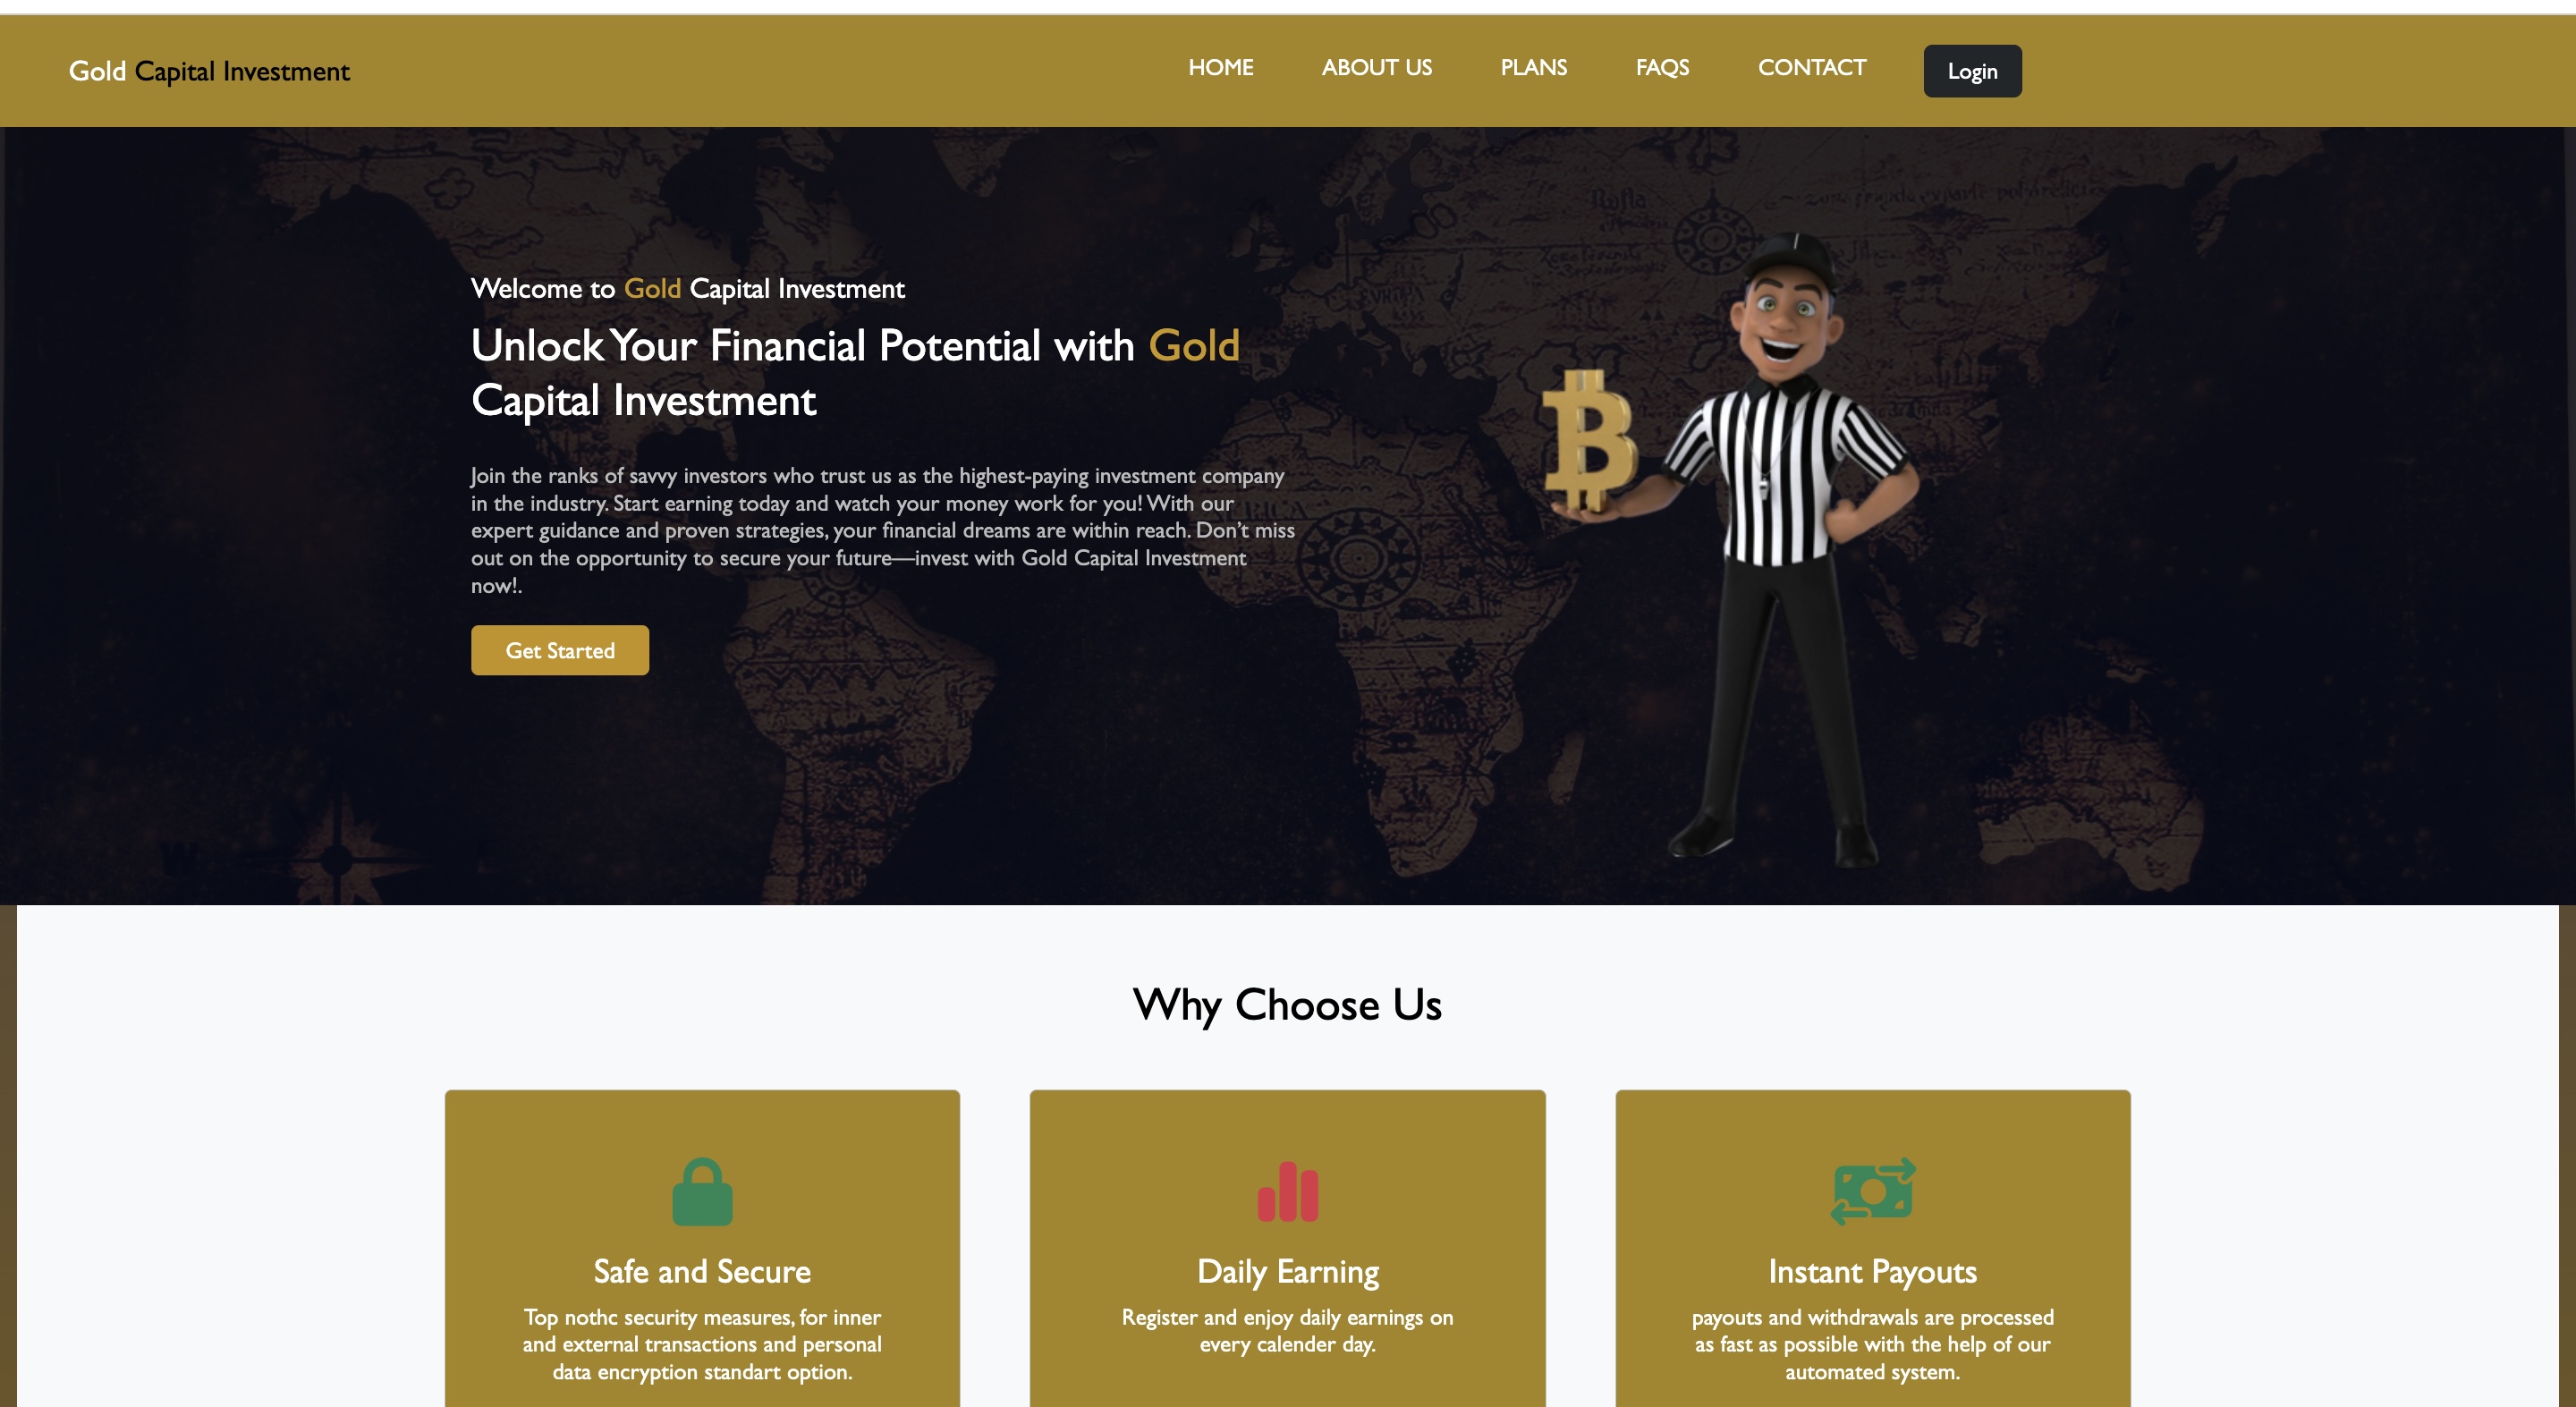 Gold Capital Investment
HOME
ABOUT US
PLANS
FAQS
CONTACT
Login
Welcome to Gold Capital Investment
Unlock Your Financial Potential with Gold
Capital Investment
Join the ranks of savvy investors who trust us as the highest-paying investment company
in the industry. Start earning today and watch your money work for you! With our
expert guidance and proven strategies, your financial dreams are within reach. Don’t miss
out on the opportunity to secure your future—invest with Gold Capital Investment
now!.
Get Started
Why Choose Us
Safe and Secure
Top nothc security measures, for inner
and external transactions and personal
data encryption standart option.
Daily Earning
Register and enjoy daily earnings on
every calender day.
Instant Payouts
payouts and withdrawals are processed
as fast as possible with the help of our
automated system.